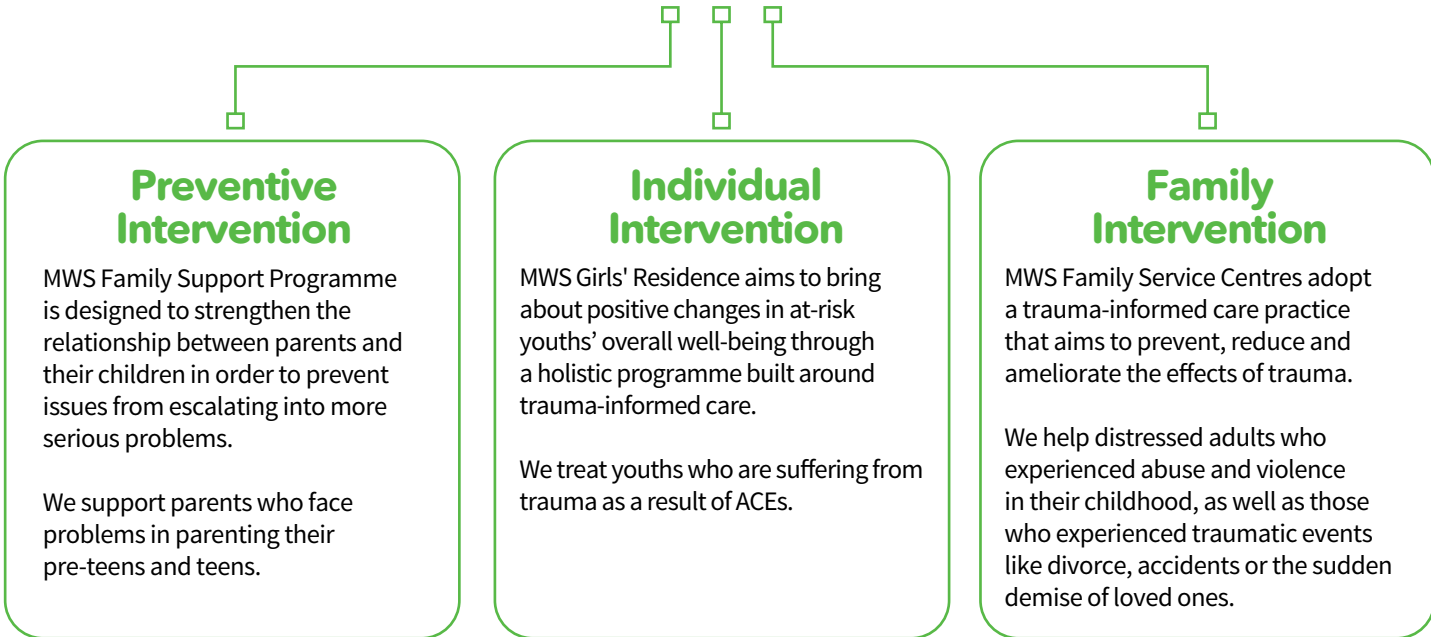 Preventive
Intervention
MWS Family Support Programme
is designed to strengthen the
relationship between parents and
their children in order to prevent
issues from escalating into more
serious problems.
We support parents who face
problems in parenting their
pre-teens and teens.
Individual
Intervention
MWS Girls' Residence aims to bring
about positive changes in at-risk
youths’ overall well-being through
a holistic programme built around
trauma-informed care.
We treat youths who are suffering from
trauma as a result of ACEs.
Family
Intervention
MWS Family Service Centres adopt
a trauma-informed care practice
that aims to prevent, reduce and
ameliorate the effects of trauma.
We help distressed adults who
experienced abuse and violence
in their childhood, as well as those
who experienced traumatic events
like divorce, accidents or the sudden
demise of loved ones.